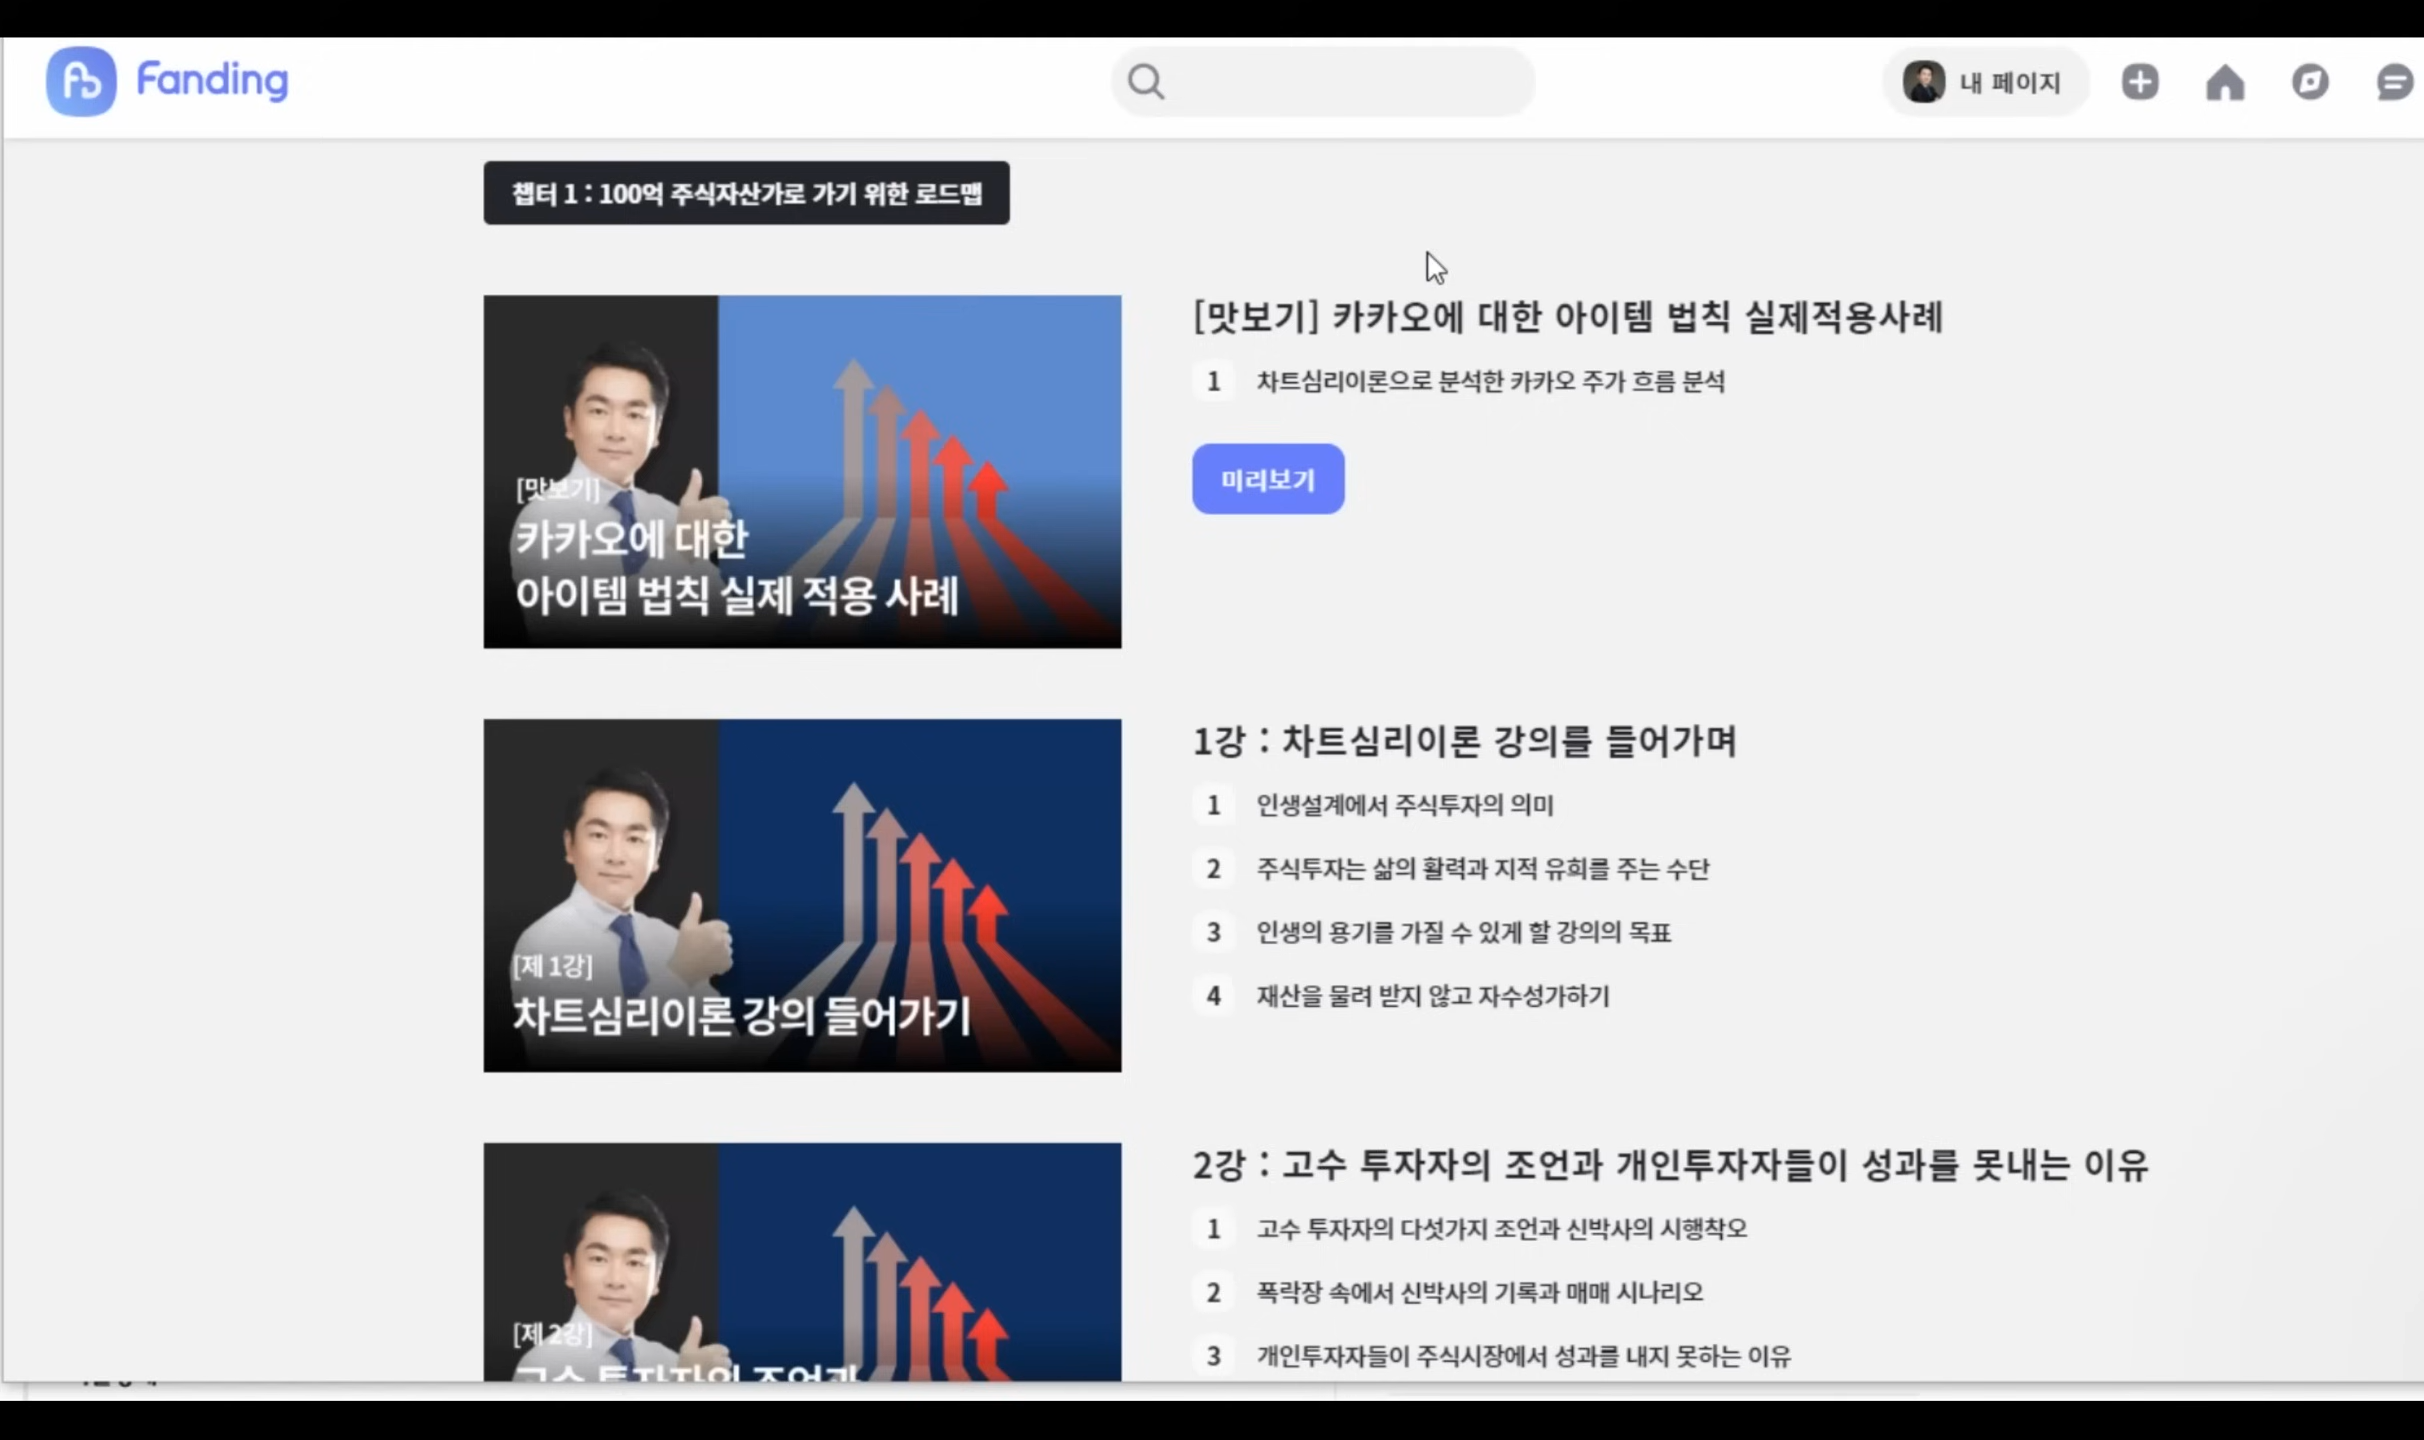 Fanding
내 페이지
챕터 1 : 100억 주식자산가로 가기 위한 로드맵
[맛보기]
카카오에 대한
아이템 법칙 실제 적용 사례
[맛보기] 카카오에 대한 아이템 법칙 실제적용사례
1 차트심리이론으로 분석한 카카오 주가 흐름 분석
미리보기
[제 1강]
차트심리이론 강의 들어가기
1강 : 차트심리이론 강의를 들어가며
1 인생설계에서 주식투자의 의미
2 주식투자는 삶의 활력과 지적 유희를 주는 수단
3 인생의 용기를 가질 수 있게 할 강의의 목표
4 재산을 물려 받지 않고 자수성가하기
[제 2강]
고수 투자자의 조언과
2강 : 고수 투자자의 조언과 개인투자자들이 성과를 못내는 이유
1 고수 투자자의 다섯가지 조언과 신박사의 시행착오
2 폭락장 속에서 신박사의 기록과 매매 시나리오
3 개인투자자들이 주식시장에서 성과를 내지 못하는 이유